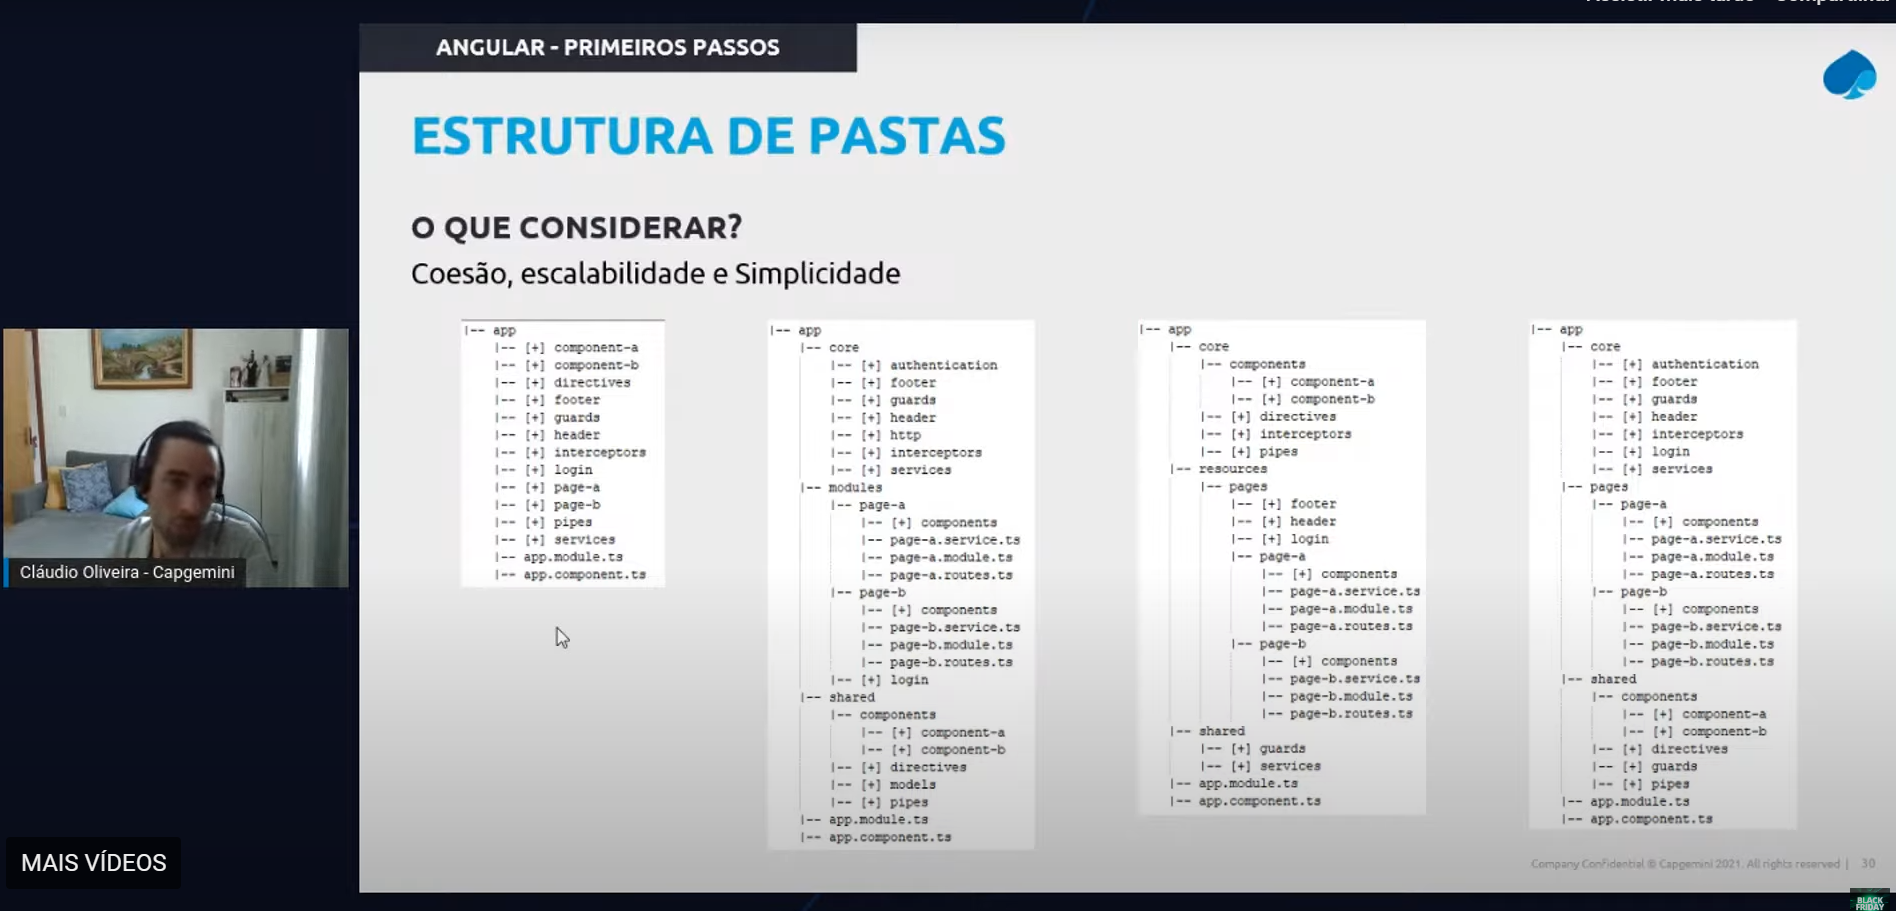 ANGULAR - PRIMEIROS PASSOS
ESTRUTURA DE PASTAS
O QUE CONSIDERAR?
Coesão, escalabilidade e Simplicidade
|-- app
|-- [+] component-a
|-- [+] component-b
|-- [+] directives
|-- [+] footer
|-- [+] guards
|-- [+] header
|-- [+] interceptors
|-- [+] login
|-- [+] page-a
|-- [+] page-b
|-- [+] pipes
|-- [+] services
|-- app.module.ts
|-- app.component.ts
|-- app
|-- core
|-- [+] authentication
|-- [+] footer
|-- [+] guards
|-- [+] header
|-- [+] http
|-- [+] interceptors
|-- [+] services
|-- modules
|-- page-a
|-- [+] components
|-- page-a.service.ts
|-- page-a.module.ts
|-- page-a.routes.ts
|-- page-b
|-- [+] components
|-- page-b.service.ts
|-- page-b.module.ts
|-- page-b.routes.ts
|-- [+] login
|-- shared
|-- components
|-- [+] component-a
|-- [+] component-b
|-- [+] directives
|-- [+] models
|-- [+] pipes
|-- app.module.ts
|-- app.component.ts
|-- app
|-- core
|-- components
|-- [+] component-a
|-- [+] component-b
|-- [+] directives
|-- [+] interceptors
|-- [+] pipes
|-- resources
|-- pages
|-- [+] footer
|-- [+] header
|-- [+] login
|-- page-a
|-- [+] components
|-- page-a.service.ts
|-- page-a.module.ts
|-- page-a.routes.ts
|-- page-b
|-- [+] components
|-- page-b.service.ts
|-- page-b.module.ts
|-- page-b.routes.ts
|-- shared
|-- [+] guards
|-- [+] services
|-- app.module.ts
|-- app.component.ts
|-- app
|-- core
|-- [+] authentication
|-- [+] footer
|-- [+] guards
|-- [+] header
|-- [+] interceptors
|-- [+] login
|-- [+] services
|-- pages
|-- page-a
|-- [+] components
|-- page-a.service.ts
|-- page-a.module.ts
|-- page-a.routes.ts
|-- page-b
|-- [+] components
|-- page-b.service.ts
|-- page-b.module.ts
|-- page-b.routes.ts
|-- shared
|-- components
|-- [+] component-a
|-- [+] component-b
|-- [+] directives
|-- [+] guards
|-- [+] pipes
|-- app.module.ts
|-- app.component.ts
Cláudio Oliveira - Capgemini
MAIS VÍDEOS
Company Confidential © Capgemini 2021. All rights reserved | 30
BLACK
FRIDAY